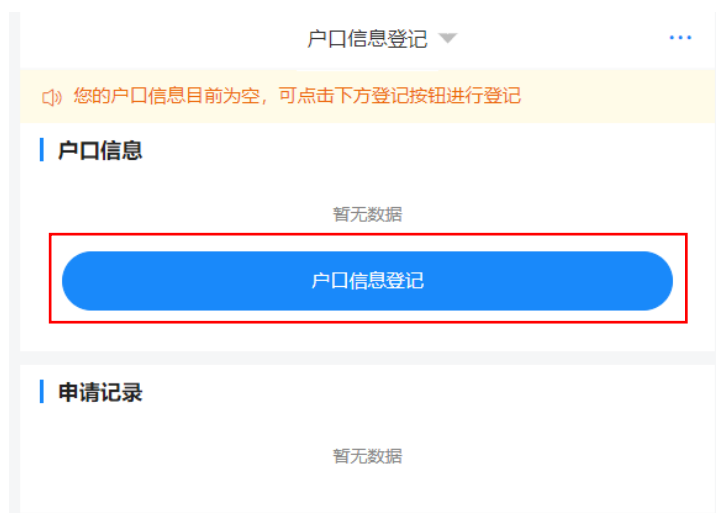 户口信息登记
您的户口信息目前为空，可点击下方登记按钮进行登记
户口信息
暂无数据
户口信息登记
申请记录
暂无数据